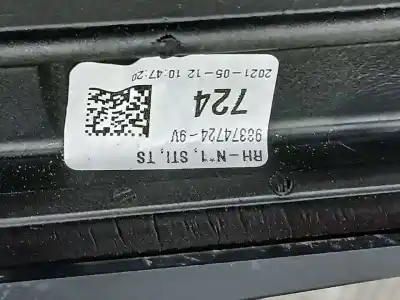 RH-N°1, STI, TS
98374724-9V
724
2021-05-12 10:47:20